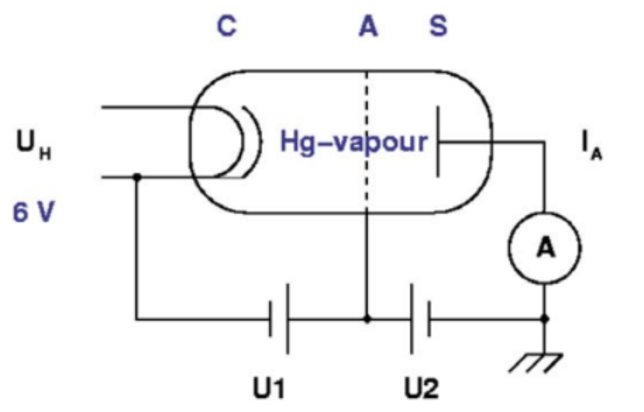 C A S
U_H Hg-vapour I_A
6 V
A
U1 U2